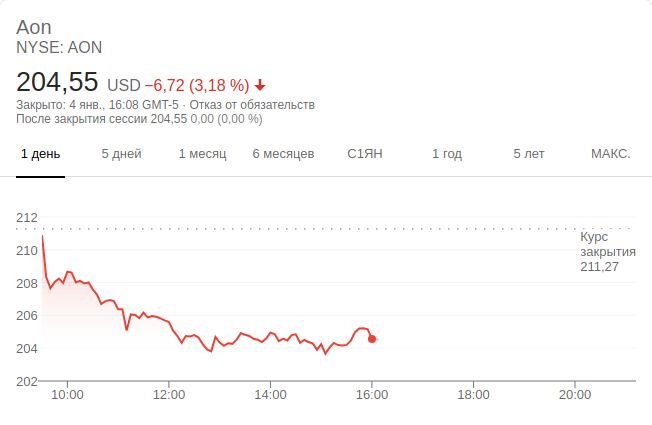 Aon
NYSE: AON
204,55 USD −6,72 (3,18 %)
Закрыто: 4 янв., 16:08 GMT-5 · Отказ от обязательств
После закрытия сессии 204,55 0,00 (0,00 %)
1 день 5 дней 1 месяц 6 месяцев С1ЯН 1 год 5 лет МАКС.
212
Курс
закрытия
211,27
210
208
206
204
202
10:00 12:00 14:00 16:00 18:00 20:00